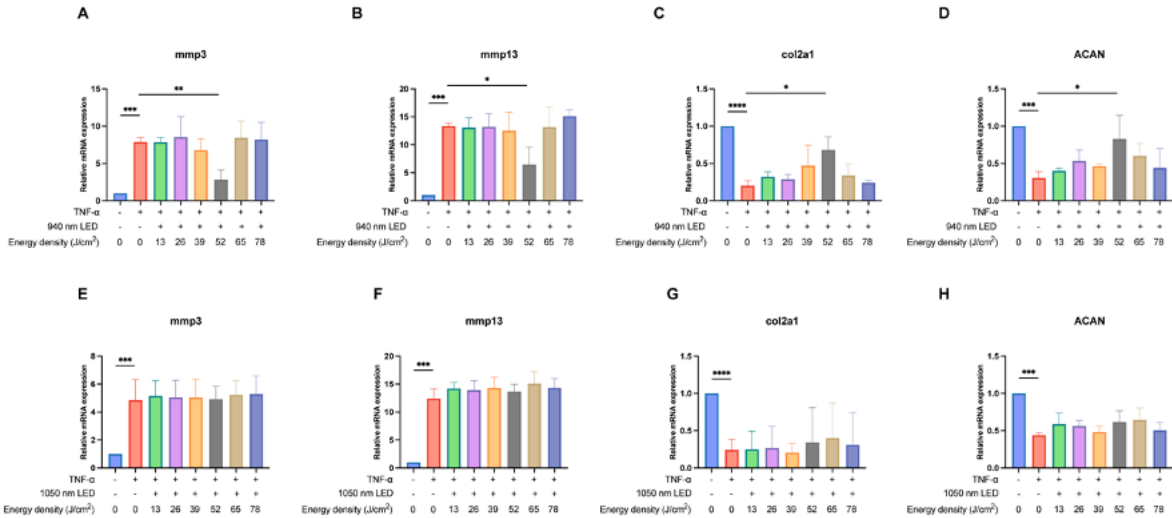 A
mmp3
***
**
Relative mRNA expression
15
10
5
0
TNF-α - + + + + + + +
940 nm LED - - + + + + + +
Energy density (J/cm²) 0 0 13 26 39 52 65 78
B
mmp13
***
*
Relative mRNA expression
20
15
10
5
0
TNF-α - + + + + + + +
940 nm LED - - + + + + + +
Energy density (J/cm²) 0 0 13 26 39 52 65 78
C
col2a1
****
*
Relative mRNA expression
1.5
1.0
0.5
0.0
TNF-α - + + + + + + +
940 nm LED - - + + + + + +
Energy density (J/cm²) 0 0 13 26 39 52 65 78
D
ACAN
***
*
Relative mRNA expression
1.5
1.0
0.5
0.0
TNF-α - + + + + + + +
940 nm LED - - + + + + + +
Energy density (J/cm²) 0 0 13 26 39 52 65 78
E
mmp3
***
Relative mRNA expression
8
6
4
2
0
TNF-α - + + + + + + +
1050 nm LED - - + + + + + +
Energy density (J/cm²) 0 0 13 26 39 52 65 78
F
mmp13
***
Relative mRNA expression
20
15
10
5
0
TNF-α - + + + + + + +
1050 nm LED - - + + + + + +
Energy density (J/cm²) 0 0 13 26 39 52 65 78
G
col2a1
****
Relative mRNA expression
1.5
1.0
0.5
0.0
TNF-α - + + + + + + +
1050 nm LED - - + + + + + +
Energy density (J/cm²) 0 0 13 26 39 52 65 78
H
ACAN
***
Relative mRNA expression
1.5
1.0
0.5
0.0
TNF-α - + + + + + + +
1050 nm LED - - + + + + + +
Energy density (J/cm²) 0 0 13 26 39 52 65 78